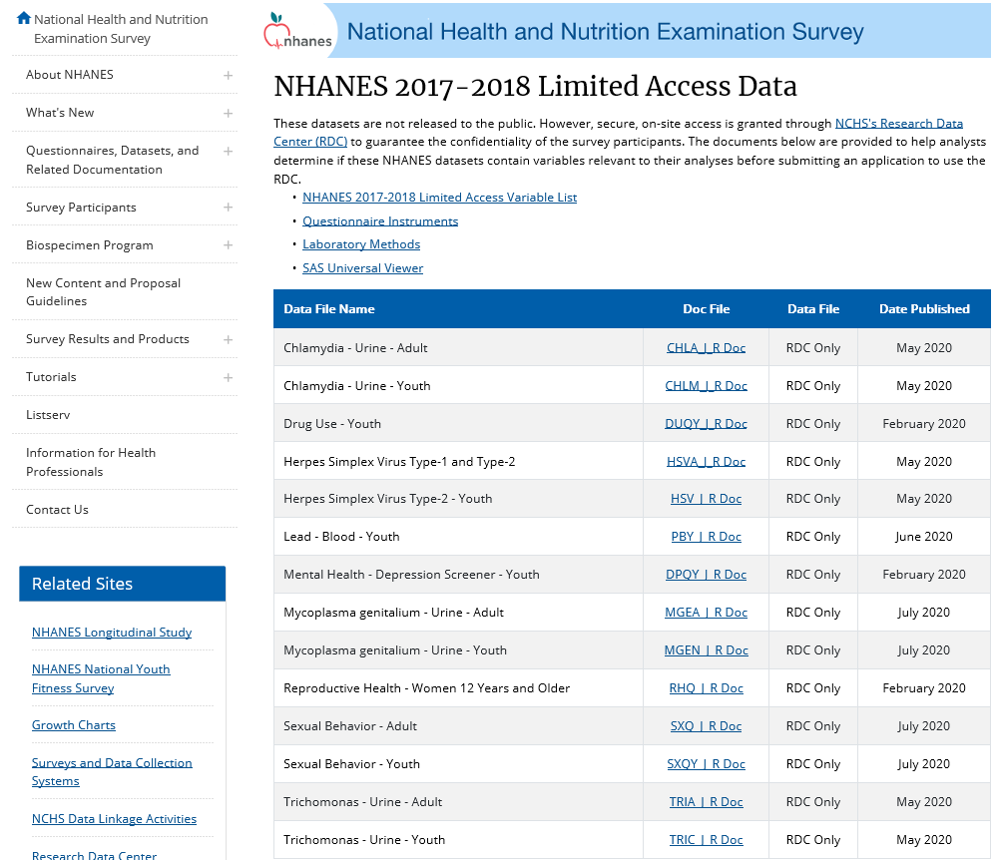 National Health and Nutrition
Examination Survey
About NHANES
What's New
Questionnaires, Datasets, and
Related Documentation
Survey Participants
Biospecimen Program
New Content and Proposal
Guidelines
Survey Results and Products
Tutorials
Listserv
Information for Health
Professionals
Contact Us
Related Sites
NHANES Longitudinal Study
NHANES National Youth
Fitness Survey
Growth Charts
Surveys and Data Collection
Systems
NCHS Data Linkage Activities
Research Data Center
nhanes National Health and Nutrition Examination Survey
NHANES 2017-2018 Limited Access Data
These datasets are not released to the public. However, secure, on-site access is granted through NCHS's Research Data
Center (RDC) to guarantee the confidentiality of the survey participants. The documents below are provided to help analysts
determine if these NHANES datasets contain variables relevant to their analyses before submitting an application to use the
RDC.
• NHANES 2017-2018 Limited Access Variable List
• Questionnaire Instruments
• Laboratory Methods
• SAS Universal Viewer
Data File Name Doc File Data File Date Published
Chlamydia - Urine - Adult CHLA_J_R Doc RDC Only May 2020
Chlamydia - Urine - Youth CHLM_J_R Doc RDC Only May 2020
Drug Use - Youth DUQY_J_R Doc RDC Only February 2020
Herpes Simplex Virus Type-1 and Type-2 HSVA_J_R Doc RDC Only May 2020
Herpes Simplex Virus Type-2 - Youth HSV_J_R Doc RDC Only May 2020
Lead - Blood - Youth PBY_J_R Doc RDC Only June 2020
Mental Health - Depression Screener - Youth DPQY_J_R Doc RDC Only February 2020
Mycoplasma genitalium - Urine - Adult MGEA_J_R Doc RDC Only July 2020
Mycoplasma genitalium - Urine - Youth MGEN_J_R Doc RDC Only July 2020
Reproductive Health - Women 12 Years and Older RHQ_J_R Doc RDC Only February 2020
Sexual Behavior - Adult SXQ_J_R Doc RDC Only July 2020
Sexual Behavior - Youth SXQY_J_R Doc RDC Only July 2020
Trichomonas - Urine - Adult TRIA_J_R Doc RDC Only May 2020
Trichomonas - Urine - Youth TRIC_J_R Doc RDC Only May 2020